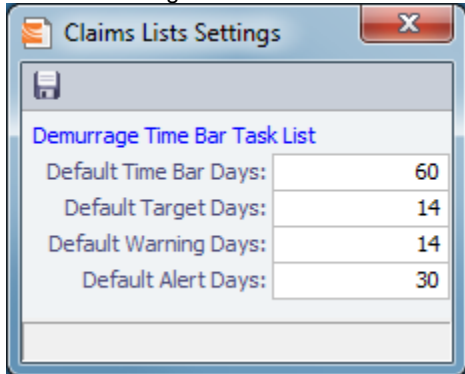 Claims Lists Settings
Demurrage Time Bar Task List
Default Time Bar Days: 60
Default Target Days: 14
Default Warning Days: 14
Default Alert Days: 30